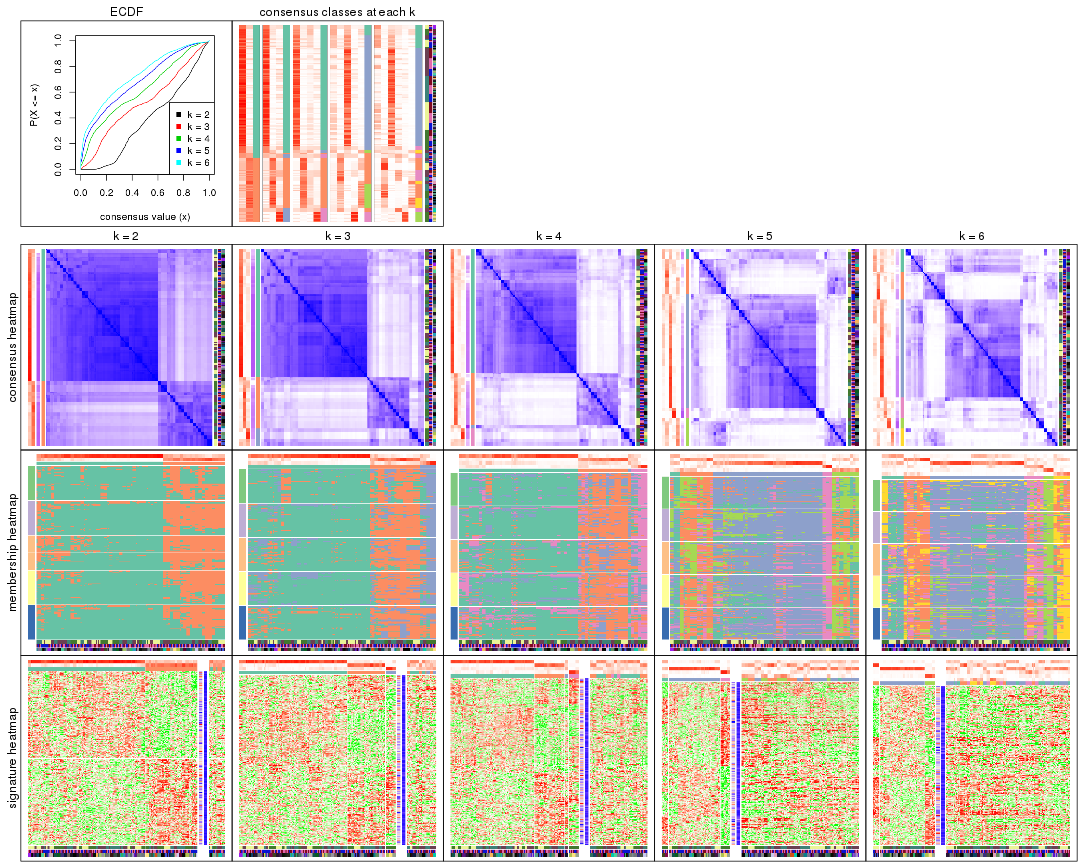 ECDF
consensus classes at each k
P(X <= x)
0.0 0.2 0.4 0.6 0.8 1.0
k = 2
k = 3
k = 4
k = 5
k = 6
0.0 0.2 0.4 0.6 0.8 1.0
consensus value (x)
k = 2
k = 3
k = 4
k = 5
k = 6
consensus heatmap
membership heatmap
signature heatmap